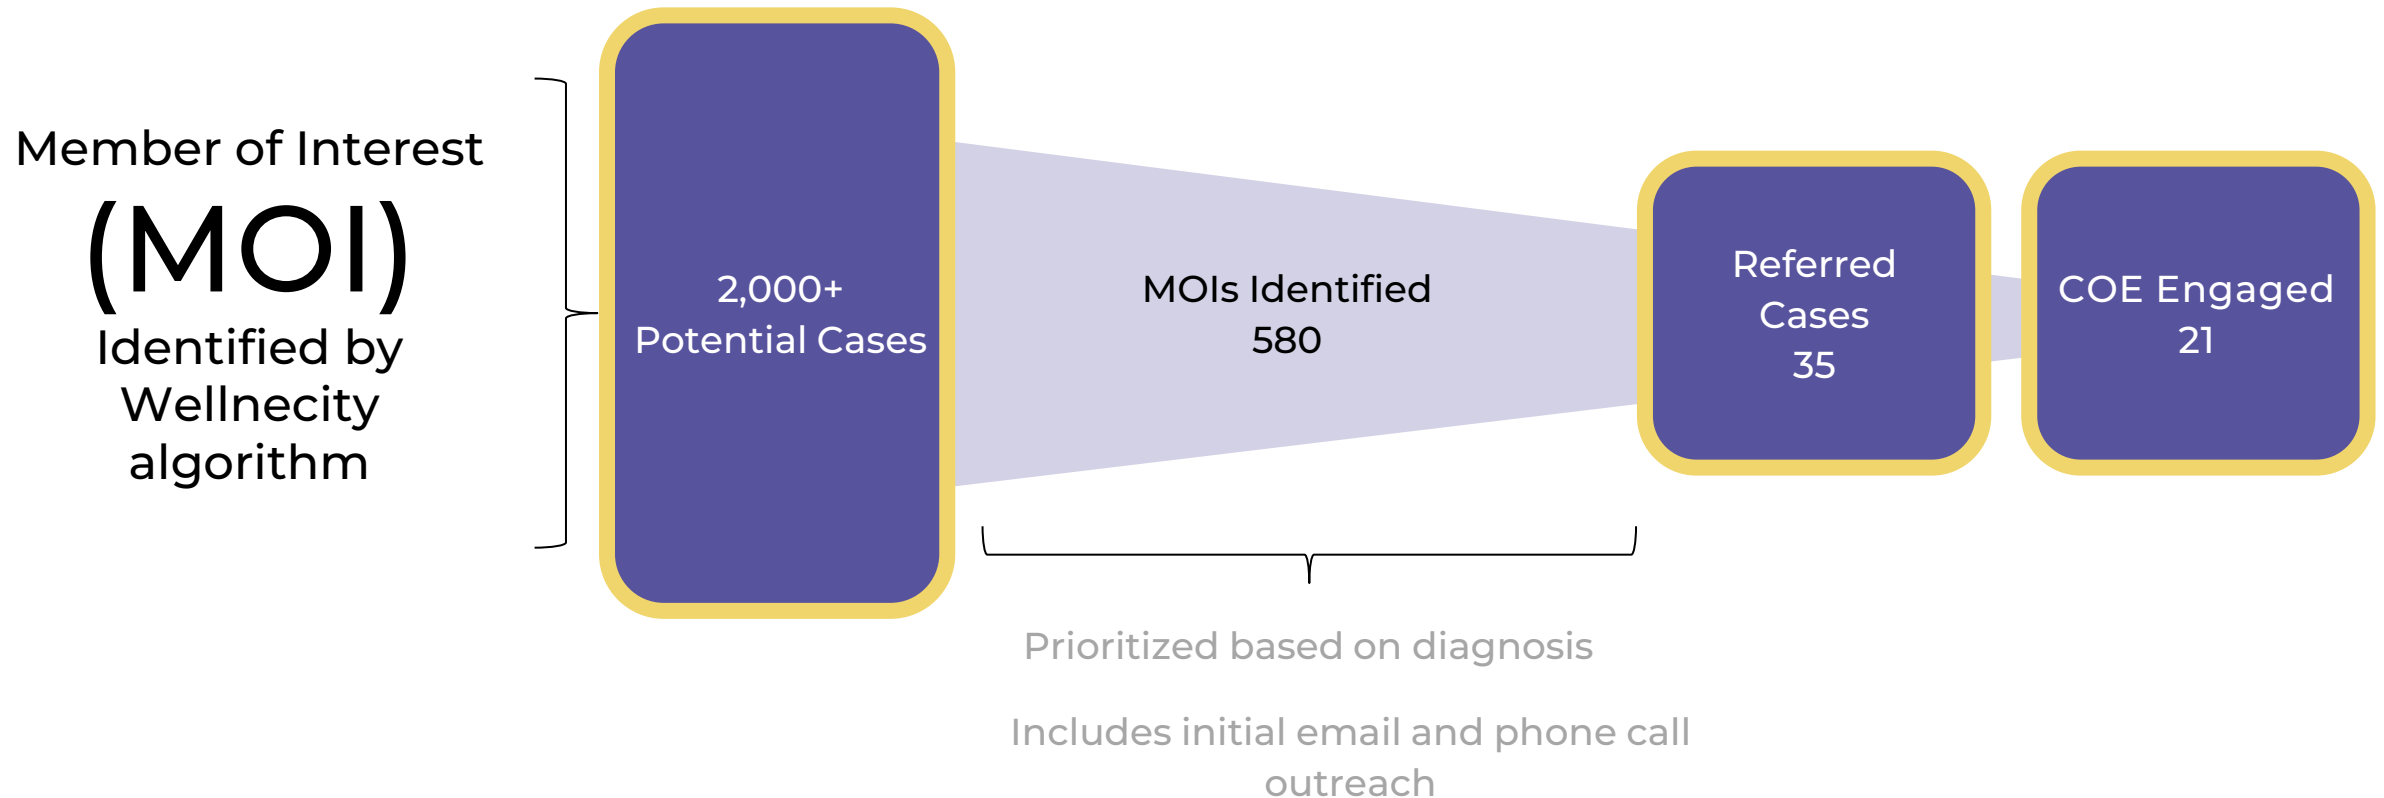 Member of Interest
(MOI)
Identified by
Wellnecity
algorithm
2,000+
Potential Cases
MOIs Identified
580
Referred
Cases
35
COE Engaged
21
Prioritized based on diagnosis
Includes initial email and phone call
outreach